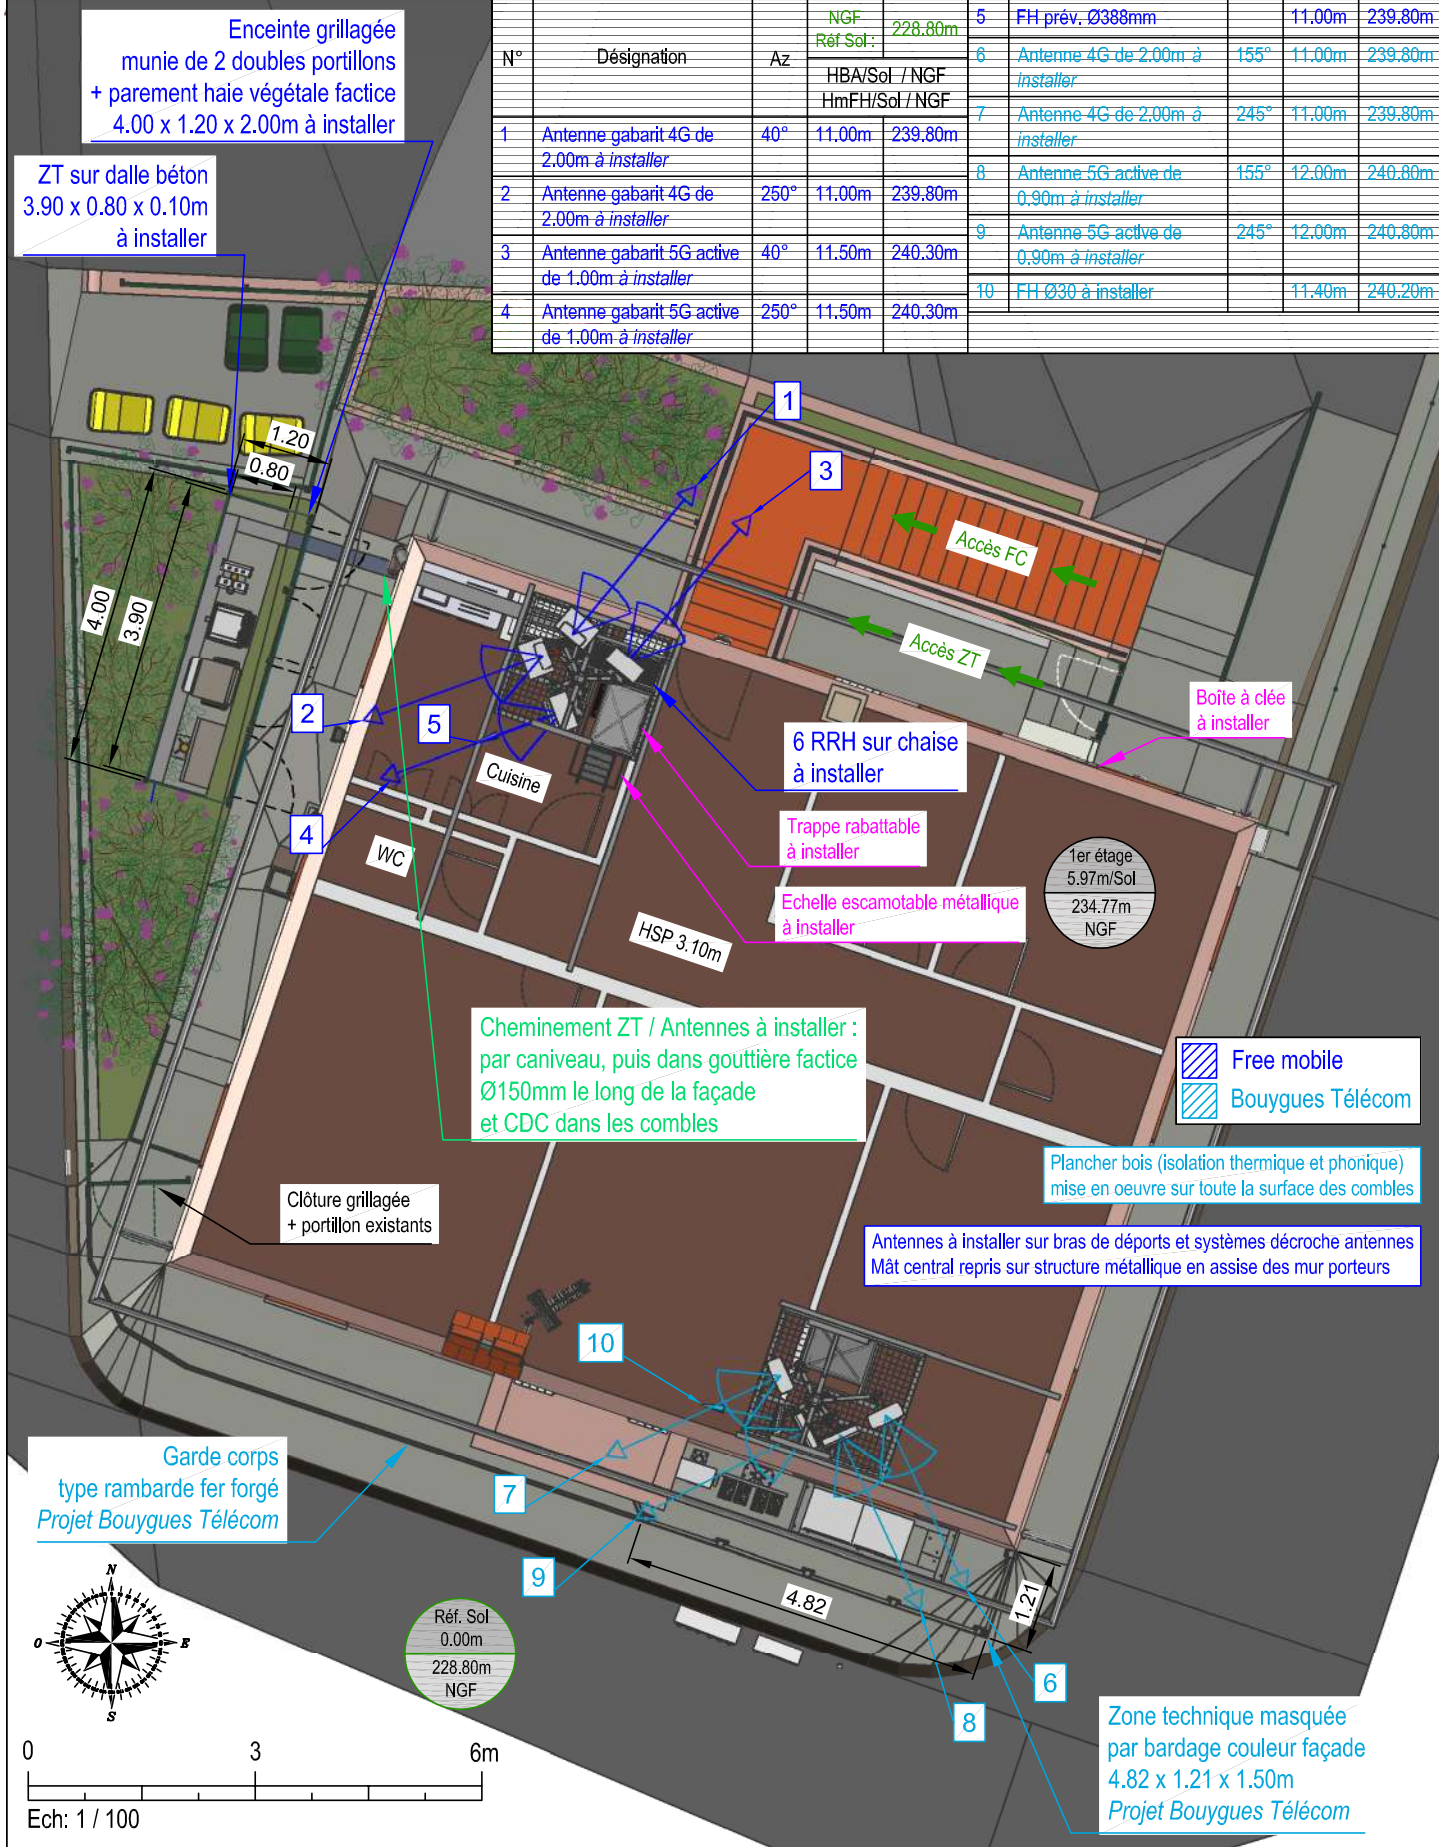 Enceinte grillagée
munie de 2 doubles portillons
+ parement haie végétale factice
4.00 x 1.20 x 2.00m à installer
ZT sur dalle béton
3.90 x 0.80 x 0.10m
à installer
N° Désignation Az NGF Réf Sol : 228.80m
HBA/Sol / NGF
HmFH/Sol / NGF
1 Antenne gabarit 4G de 40° 11.00m 239.80m
2.00m à installer
2 Antenne gabarit 4G de 250° 11.00m 239.80m
2.00m à installer
3 Antenne gabarit 5G active 40° 11.50m 240.30m
de 1.00m à installer
4 Antenne gabarit 5G active 250° 11.50m 240.30m
de 1.00m à installer
5 FH prév. Ø388mm 11.00m 239.80m
6 Antenne 4G de 2.00m à 155° 11.00m 239.80m
installer
7 Antenne 4G de 2.00m à 245° 11.00m 239.80m
installer
8 Antenne 5G active de 155° 12.00m 240.80m
0.90m à installer
9 Antenne 5G active de 245° 12.00m 240.80m
0.90m à installer
10 FH Ø30 à installer 11.40m 240.20m
1
3
1.20
0.80
4.00
3.90
Accès FC
Accès ZT
Boîte à clée
à installer
2
5
4
Cuisine
WC
6 RRH sur chaise
à installer
Trappe rabattable
à installer
Echelle escamotable métallique
à installer
1er étage
5.97m/Sol
234.77m
NGF
HSP 3.10m
Cheminement ZT / Antennes à installer :
par caniveau, puis dans gouttière factice
Ø150mm le long de la façade
et CDC dans les combles
Free mobile
Bouygues Télécom
Plancher bois (isolation thermique et phonique)
mise en oeuvre sur toute la surface des combles
Clôture grillagée
+ portillon existants
Antennes à installer sur bras de déports et systèmes décroche antennes
Mât central repris sur structure métallique en assise des mur porteurs
10
7
9
Garde corps
type rambarde fer forgé
Projet Bouygues Télécom
4.82
1.21
6
8
N
O
E
S
Réf. Sol
0.00m
228.80m
NGF
Zone technique masquée
par bardage couleur façade
4.82 x 1.21 x 1.50m
Projet Bouygues Télécom
0 3 6m
Ech: 1 / 100